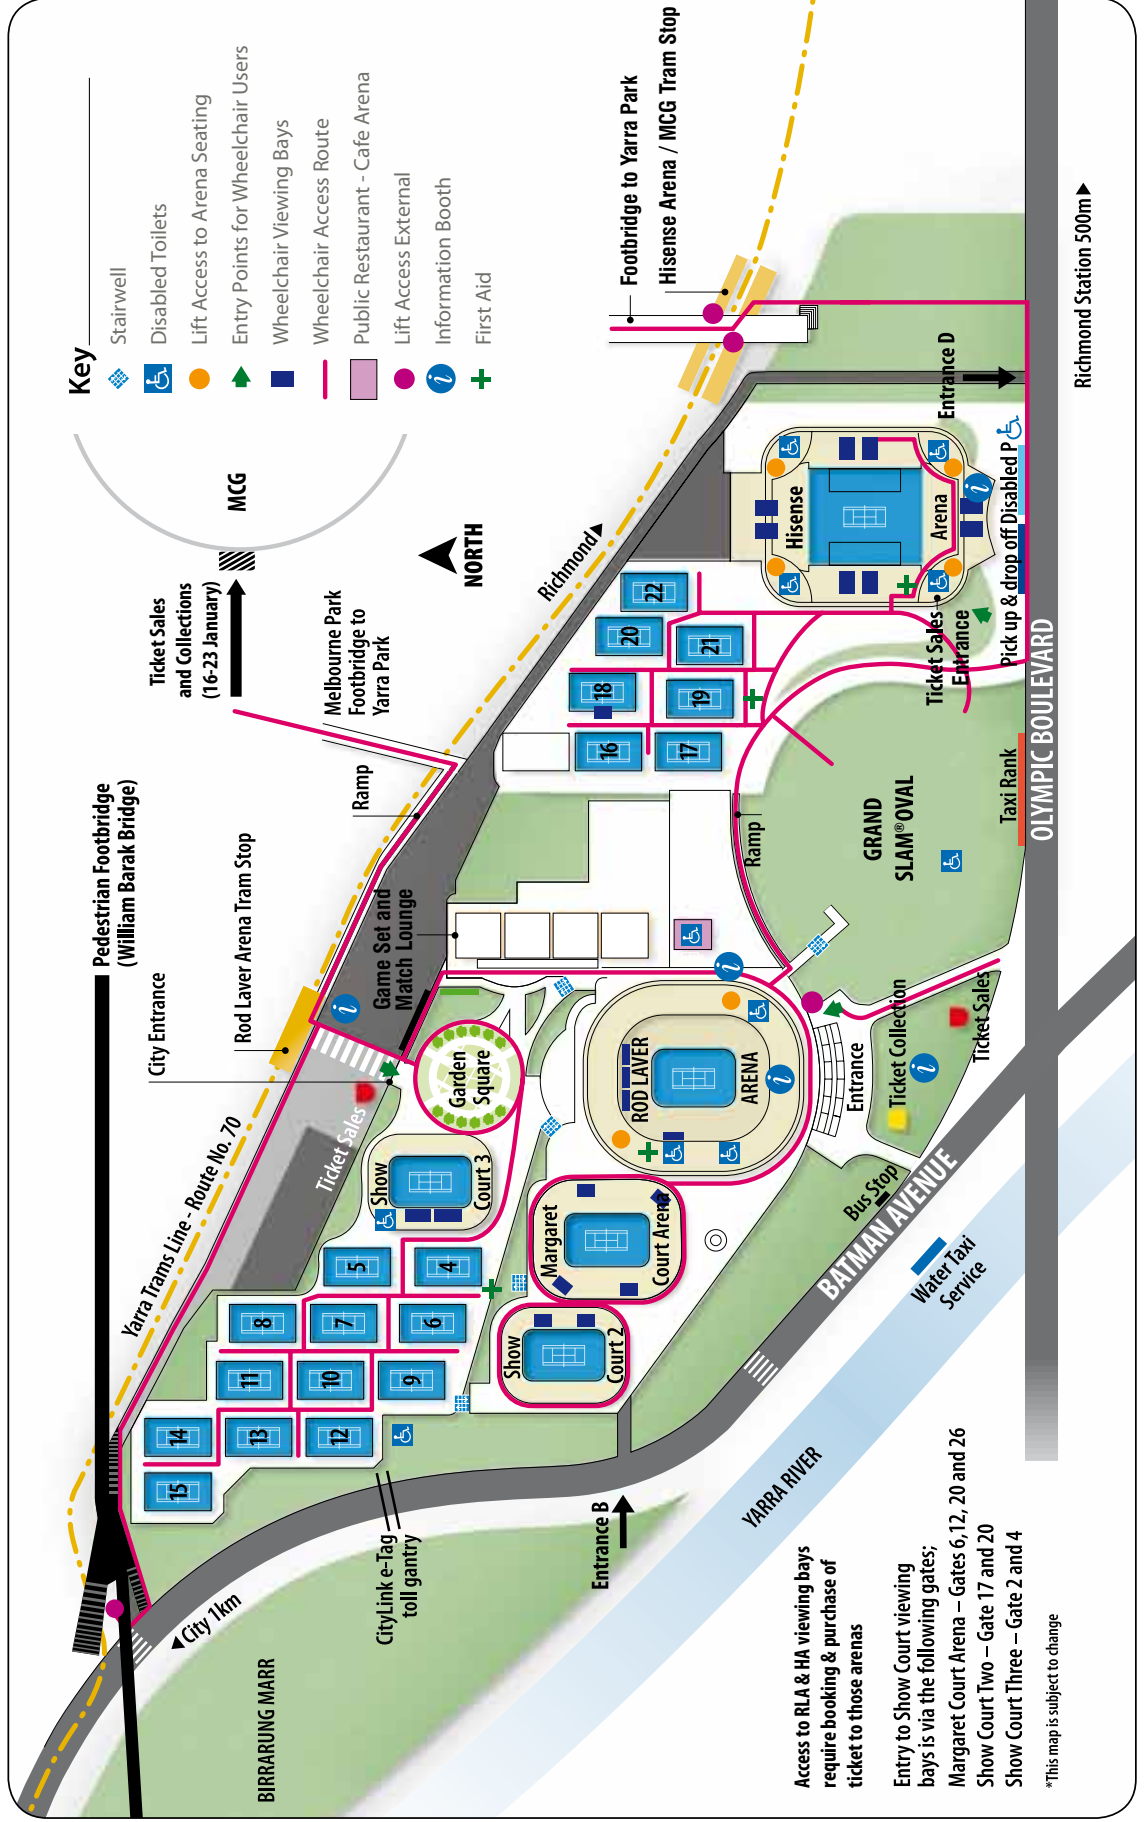 Key
Stairwell
Disabled Toilets
Lift Access to Arena Seating
Entry Points for Wheelchair Users
Wheelchair Viewing Bays
Wheelchair Access Route
Public Restaurant - Cafe Arena
Lift Access External
Information Booth
First Aid
MCG
NORTH
Ticket Sales
and Collections
(16-23 January)
Melbourne Park
Footbridge to
Yarra Park
Pedestrian Footbridge
(William Barak Bridge)
City Entrance
Rod Laver Arena Tram Stop
Ramp
Game Set and
Match Lounge
Yarra Trams Line - Route No. 70
Richmond
Footbridge to Yarra Park
Hisense Arena / MCG Tram Stop
Richmond Station 500m
Entrance D
Hisense
Arena
Disabled P
Pick up & drop off
Ticket Sales
Entrance
OLYMPIC BOULEVARD
Taxi Rank
GRAND
SLAM®OVAL
Ramp
22
20
21
18
19
16
17
Ticket Sales
Garden
Square
ROD LAVER
ARENA
Entrance
Ticket Collection
Ticket Sales
Show
Court 3
Margaret
Court Arena
Show
Court 2
5
4
8
7
6
11
10
9
14
13
12
15
Bus Stop
BATMAN AVENUE
Water Taxi
Service
YARRA RIVER
Entrance B
CityLink e-Tag
toll gantry
City 1km
BIRRARUNG MARR
Access to RLA & HA viewing bays
require booking & purchase of
ticket to those arenas
Entry to Show Court viewing
bays is via the following gates;
Margaret Court Arena – Gates 6,12, 20 and 26
Show Court Two – Gate 17 and 20
Show Court Three – Gate 2 and 4
*This map is subject to change
i
i
i
i
i
i